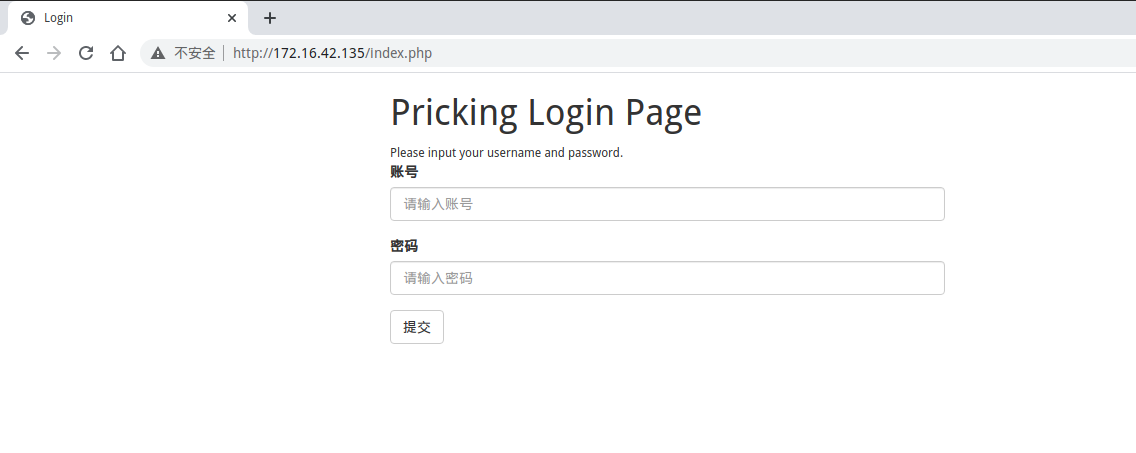 Login
不安全 http://172.16.42.135/index.php
Pricking Login Page
Please input your username and password.
账号
请输入账号
密码
请输入密码
提交